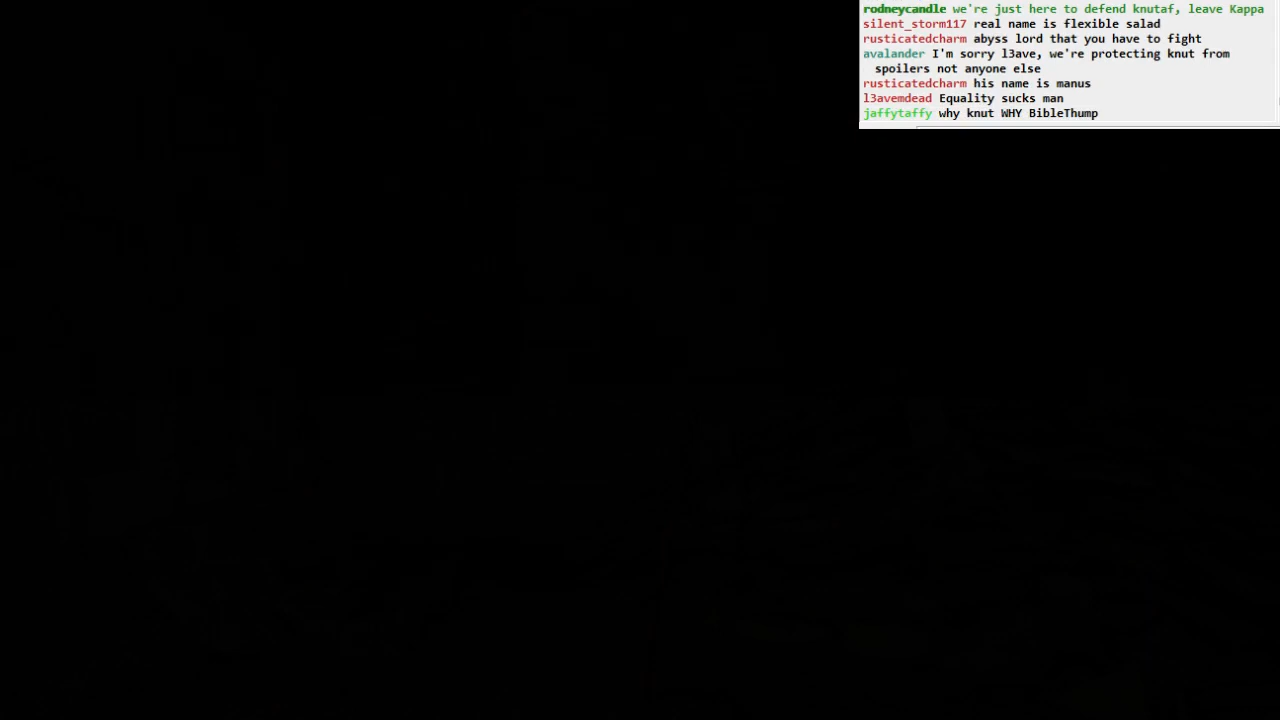 rodneycandle we're just here to defend knutaf, leave Kappa
silent_storm117 real name is flexible salad
rusticatedcharm abyss lord that you have to fight
avalander I'm sorry l3ave, we're protecting knut from
spoilers not anyone else
rusticatedcharm his name is manus
l3avemdead Equality sucks man
jaffytaffy why knut WHY BibleThump